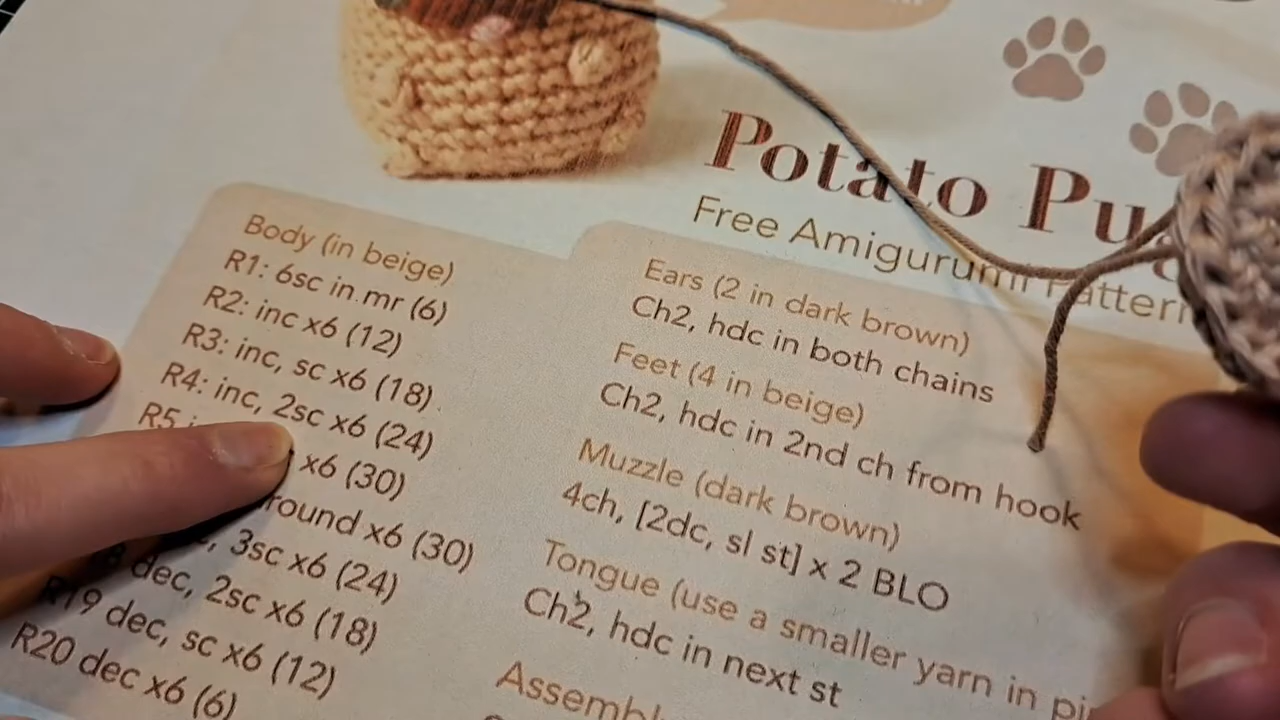 Potato Pug
Free Amigurumi Pattern
Body (in beige)
R1: 6sc in mr (6)
R2: inc x6 (12)
R3: inc, sc x6 (18)
R4: inc, 2sc x6 (24)
R5 x6 (30)
round x6 (30)
3sc x6 (24)
dec, 2sc x6 (18)
R19 dec, sc x6 (12)
R20 dec x6 (6)
Ears (2 in dark brown)
Ch2, hdc in both chains
Feet (4 in beige)
Ch2, hdc in 2nd ch from hook
Muzzle (dark brown)
4ch, [2dc, sl st] x 2 BLO
Tongue (use a smaller yarn in
Ch2, hdc in next st